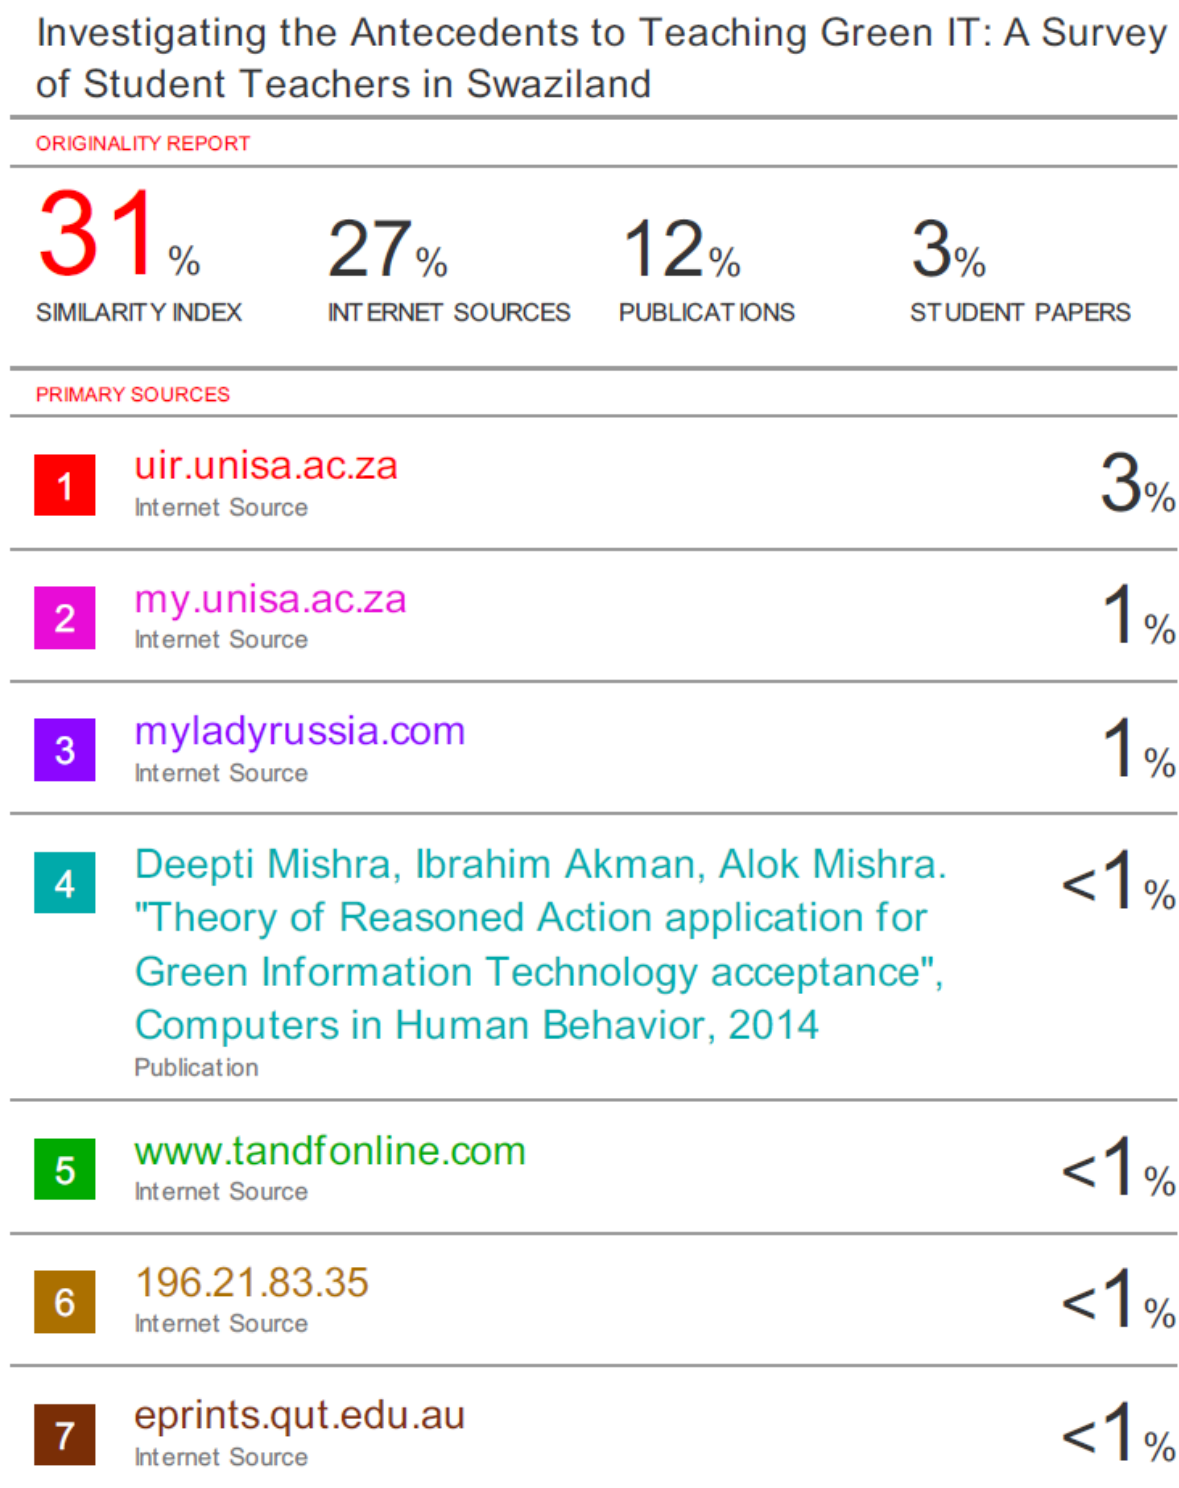 Investigating the Antecedents to Teaching Green IT: A Survey
of Student Teachers in Swaziland
ORIGINALITY REPORT
31% 27% 12% 3%
SIMILARITY INDEX INTERNET SOURCES PUBLICATIONS STUDENT PAPERS
PRIMARY SOURCES
1 uir.unisa.ac.za 3%
Internet Source
2 my.unisa.ac.za 1%
Internet Source
3 myladyrussia.com 1%
Internet Source
4 Deepti Mishra, Ibrahim Akman, Alok Mishra. <1%
"Theory of Reasoned Action application for
Green Information Technology acceptance",
Computers in Human Behavior, 2014
Publication
5 www.tandfonline.com <1%
Internet Source
6 196.21.83.35 <1%
Internet Source
7 eprints.qut.edu.au <1%
Internet Source